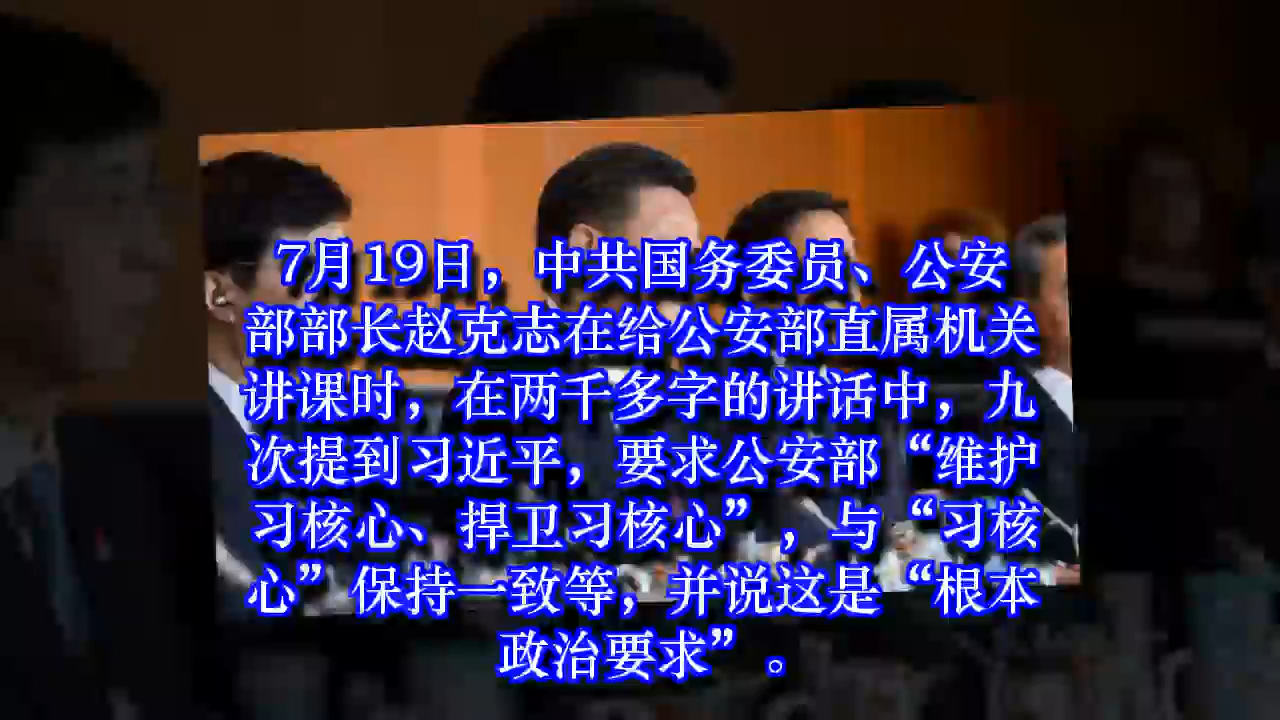 7月19日，中共国务委员、公安
部部长赵克志在给公安部直属机关
讲课时，在两千多字的讲话中，九
次提到习近平，要求公安部“维护
习核心、捍卫习核心”，与“习核
心”保持一致等，并说这是“根本
政治要求”。